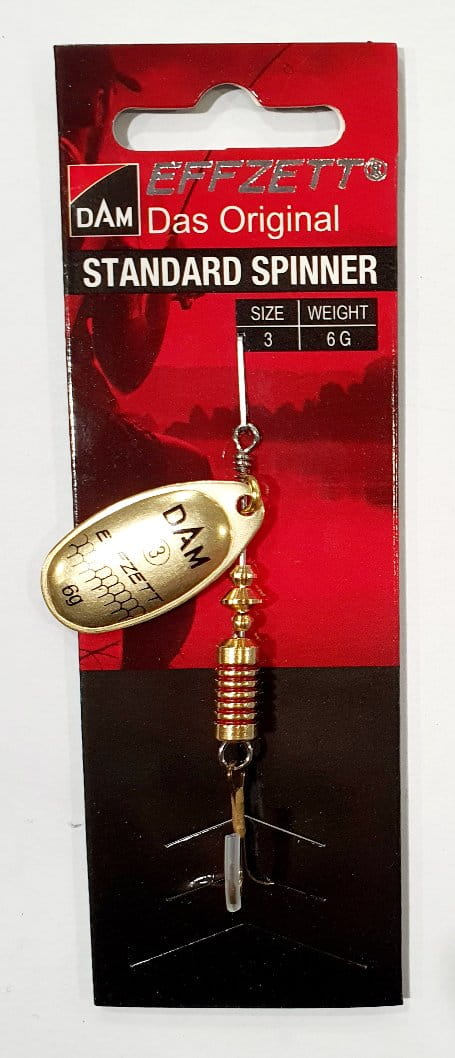 EFFZETT®
DAM
Das Original
STANDARD SPINNER
SIZE WEIGHT
3 6 G
DAM
3
EFFZETT
6g